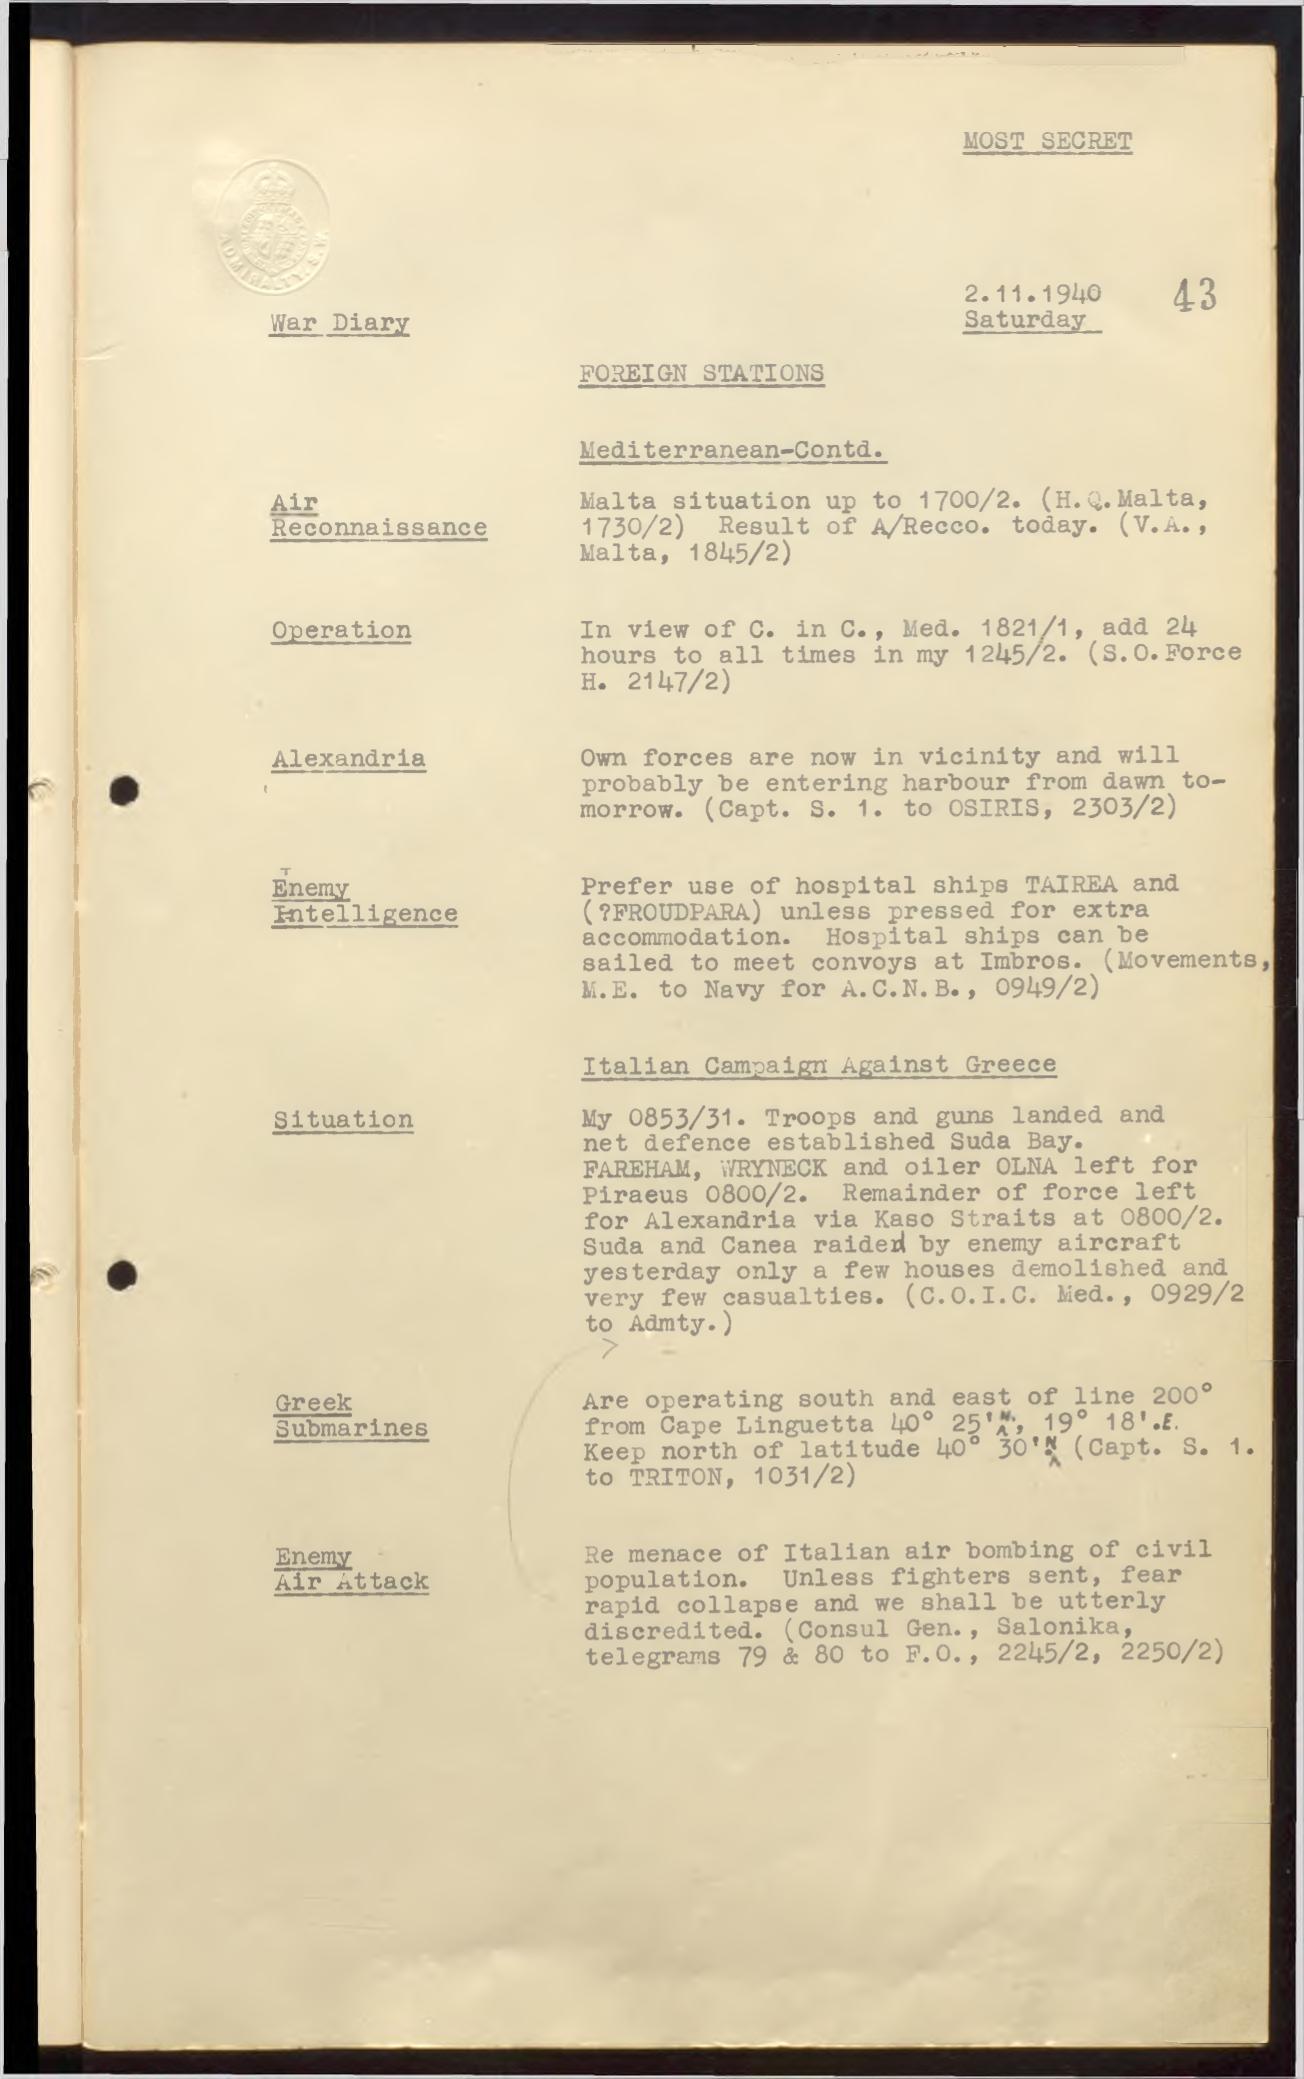 MOST SECRET
ADMIRALTY. S.W.
2.11.1940 43
War Diary
Saturday
FOREIGN STATIONS
Mediterranean-Contd.
Air
Reconnaissance
Malta situation up to 1700/2. (H.Q.Malta,
1730/2) Result of A/Recco. today. (V.A.,
Malta, 1845/2)
Operation
In view of C. in C., Med. 1821/1, add 24
hours to all times in my 1245/2. (S.O.Force
H. 2147/2)
Alexandria
Own forces are now in vicinity and will
probably be entering harbour from dawn to-
morrow. (Capt. S. 1. to OSIRIS, 2303/2)
Enemy
Intelligence
Prefer use of hospital ships TAIREA and
(?FROUDPARA) unless pressed for extra
accommodation. Hospital ships can be
sailed to meet convoys at Imbros. (Movements,
M.E. to Navy for A.C.N.B., 0949/2)
Italian Campaign Against Greece
Situation
My 0853/31. Troops and guns landed and
net defence established Suda Bay.
FAREHAM, WRYNECK and oiler OLNA left for
Piraeus 0800/2. Remainder of force left
for Alexandria via Kaso Straits at 0800/2.
Suda and Canea raided by enemy aircraft
yesterday only a few houses demolished and
very few casualties. (C.O.I.C. Med., 0929/2
to Admty.)
Greek
Submarines
Are operating south and east of line 200°
from Cape Linguetta 40° 25' N., 19° 18'.E.
Keep north of latitude 40° 30' N. (Capt. S. 1.
to TRITON, 1031/2)
Enemy
Air Attack
Re menace of Italian air bombing of civil
population. Unless fighters sent, fear
rapid collapse and we shall be utterly
discredited. (Consul Gen., Salonika,
telegrams 79 & 80 to F.O., 2245/2, 2250/2)